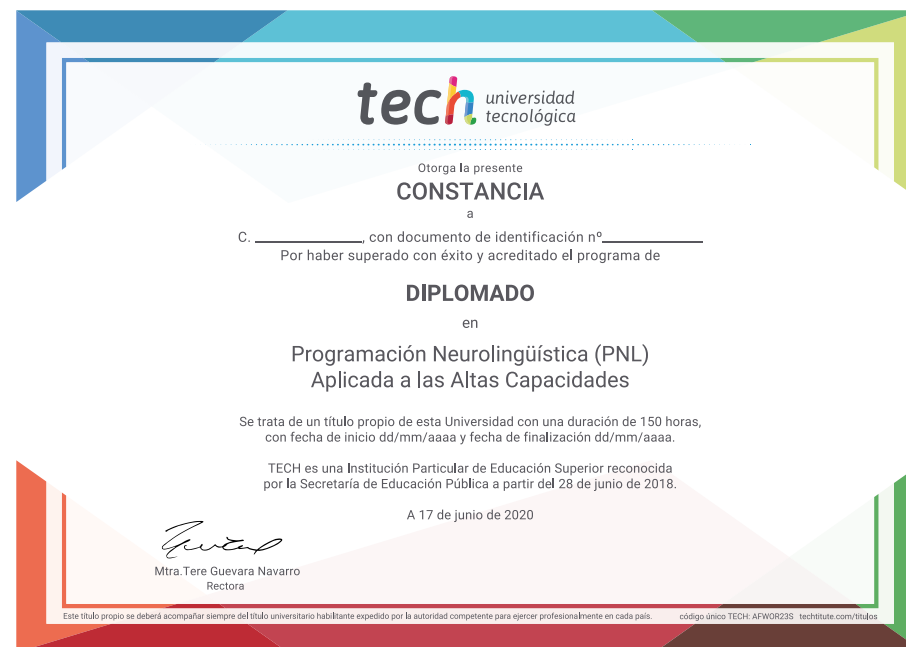 tech universidad
tecnológica
Otorga la presente
CONSTANCIA
a
C. ____________, con documento de identificación nº____________
Por haber superado con éxito y acreditado el programa de
DIPLOMADO
en
Programación Neurolingüística (PNL)
Aplicada a las Altas Capacidades
Se trata de un título propio de esta Universidad con una duración de 150 horas,
con fecha de inicio dd/mm/aaaa y fecha de finalización dd/mm/aaaa.
TECH es una Institución Particular de Educación Superior reconocida
por la Secretaría de Educación Pública a partir del 28 de junio de 2018.
A 17 de junio de 2020
Mtra.Tere Guevara Navarro
Rectora
Este título propio se deberá acompañar siempre del título universitario habilitante expedido por la autoridad competente para ejercer profesionalmente en cada país. código único TECH: AFWOR23S techtitute.com/titulos